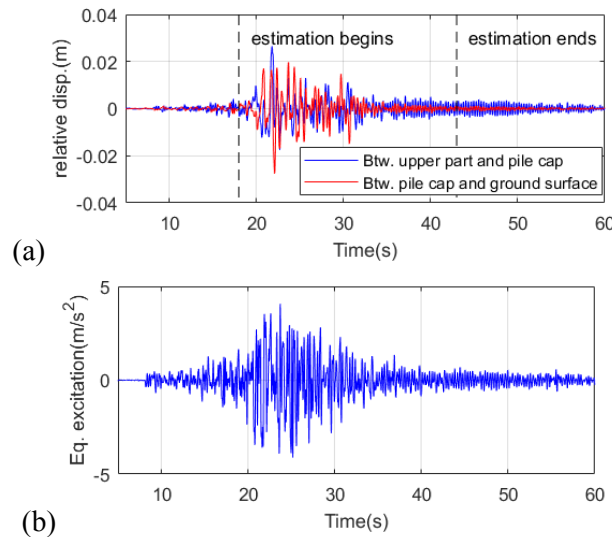 estimation begins
estimation ends
relative disp.(m)
0.04
0.02
0
-0.02
-0.04
Btw. upper part and pile cap
Btw. pile cap and ground surface
10 20 30 40 50 60
Time(s)
(a)
Eq. excitation(m/s²)
5
0
-5
10 20 30 40 50 60
Time(s)
(b)